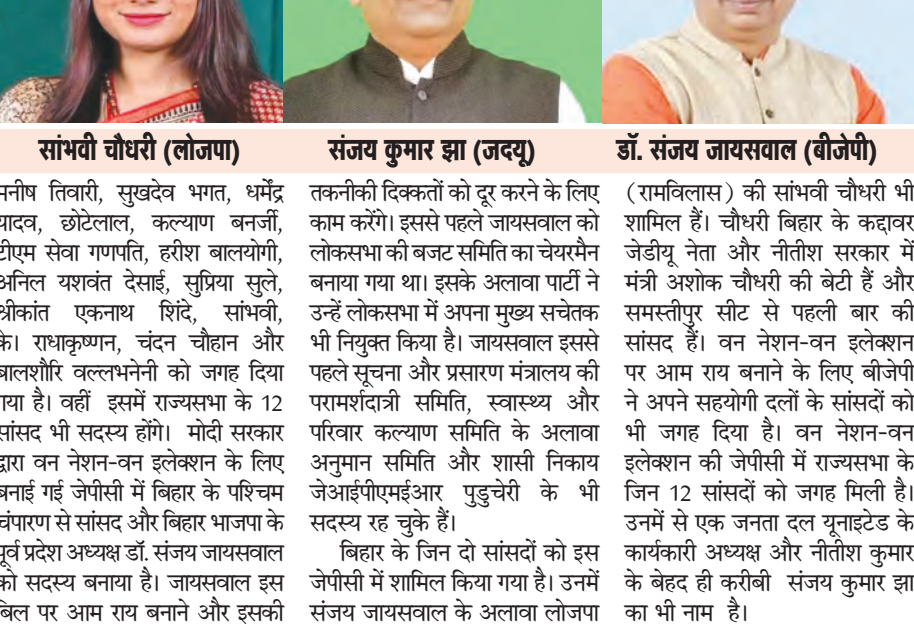 सांभवी चौधरी (लोजपा)
संजय कुमार झा (जदयू)
डॉ. संजय जायसवाल (बीजेपी)
मनीष तिवारी, सुखदेव भगत, धर्मेंद्र
यादव, छोटेलाल, कल्याण बनर्जी,
टीएम सेवा गणपति, हरीश बालयोगी,
अनिल यशवंत देसाई, सुप्रिया सुले,
श्रीकांत एकनाथ शिंदे, सांभवी,
के। राधाकृष्णन, चंदन चौहान और
बालशौरि वल्लभनेनी को जगह दिया
गया है। वहीं इसमें राज्यसभा के 12
सांसद भी सदस्य होंगे। मोदी सरकार
द्वारा वन नेशन-वन इलेक्शन के लिए
बनाई गई जेपीसी में बिहार के पश्चिम
चंपारण से सांसद और बिहार भाजपा के
पूर्व प्रदेश अध्यक्ष डॉ. संजय जायसवाल
को सदस्य बनाया है। जायसवाल इस
बिल पर आम राय बनाने और इसकी
तकनीकी दिक्कतों को दूर करने के लिए
काम करेंगे। इससे पहले जायसवाल को
लोकसभा की बजट समिति का चेयरमैन
बनाया गया था। इसके अलावा पार्टी ने
उन्हें लोकसभा में अपना मुख्य सचेतक
भी नियुक्त किया है। जायसवाल इससे
पहले सूचना और प्रसारण मंत्रालय की
परामर्शदात्री समिति, स्वास्थ्य और
परिवार कल्याण समिति के अलावा
अनुमान समिति और शासी निकाय
जेआईपीएमईआर पुडुचेरी के भी
सदस्य रह चुके हैं।
बिहार के जिन दो सांसदों को इस
जेपीसी में शामिल किया गया है। उनमें
संजय जायसवाल के अलावा लोजपा
(रामविलास) की सांभवी चौधरी भी
शामिल हैं। चौधरी बिहार के कद्दावर
जेडीयू नेता और नीतीश सरकार में
मंत्री अशोक चौधरी की बेटी हैं और
समस्तीपुर सीट से पहली बार की
सांसद हैं। वन नेशन-वन इलेक्शन
पर आम राय बनाने के लिए बीजेपी
ने अपने सहयोगी दलों के सांसदों को
भी जगह दिया है। वन नेशन-वन
इलेक्शन की जेपीसी में राज्यसभा के
जिन 12 सांसदों को जगह मिली है।
उनमें से एक जनता दल यूनाइटेड के
कार्यकारी अध्यक्ष और नीतीश कुमार
के बेहद ही करीबी संजय कुमार झा
का भी नाम है।